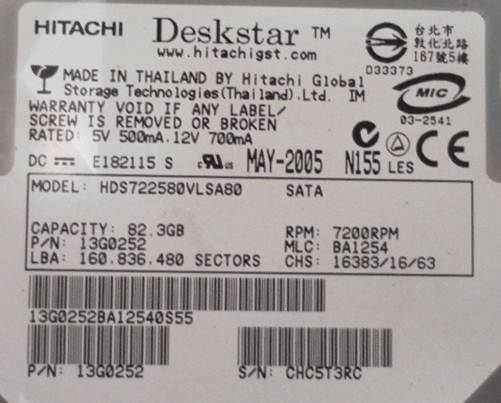 HITACHI Deskstar ™
www.hitachigst.com
台北市
敦化北路
167號5樓
D33373
MADE IN THAILAND BY Hitachi Global
Storage Technologies(Thailand).Ltd. IM
WARRANTY VOID IF ANY LABEL/
SCREW IS REMOVED OR BROKEN
RATED: 5V 500mA.12V 700mA
MIC
03-2541
DC E182115 S MAY-2005 N155 LES CE
MODEL: HDS722580VLSA80 SATA
CAPACITY: 82.3GB RPM: 7200RPM
P/N: 13G0252 MLC: BA1254
LBA: 160.836.480 SECTORS CHS: 16383/16/63
13G0252BA12540S55
P/N: 13G0252 S/N: CHC5T3RC